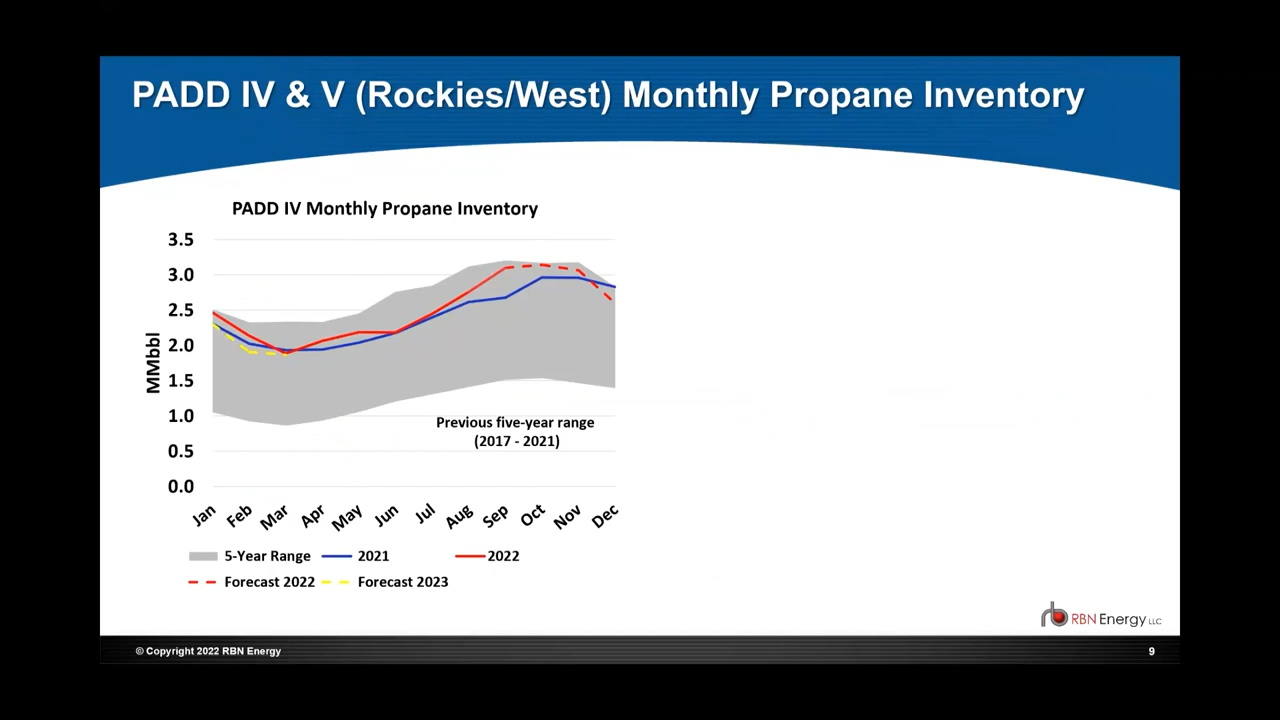 PADD IV & V (Rockies/West) Monthly Propane Inventory
PADD IV Monthly Propane Inventory
3.5
3.0
2.5
2.0
1.5
1.0
0.5
0.0
MMbbl
Previous five-year range
(2017 - 2021)
Jan Feb Mar Apr May Jun Jul Aug Sep Oct Nov Dec
5-Year Range 2021 2022
Forecast 2022 Forecast 2023
RBN Energy LLC
© Copyright 2022 RBN Energy
9